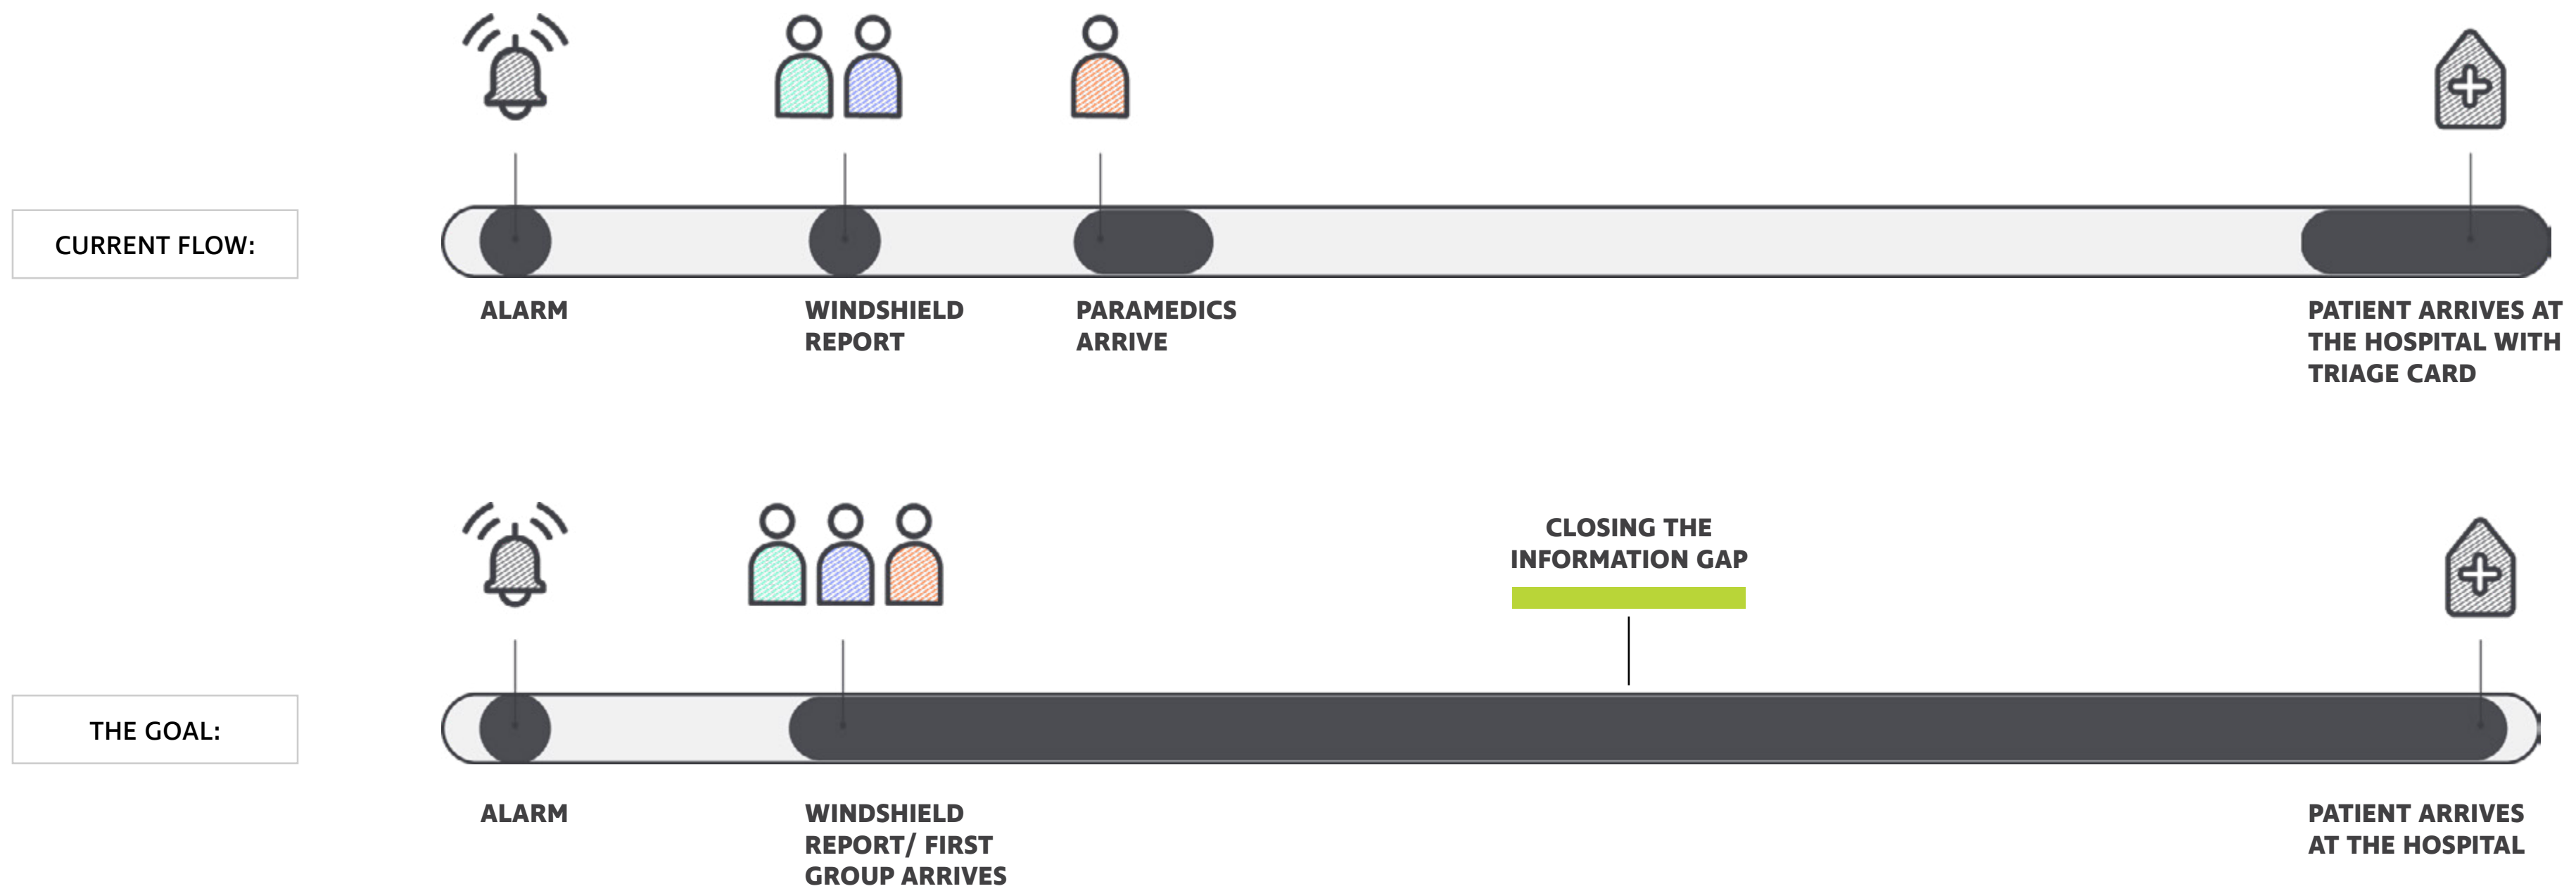 CURRENT FLOW:
ALARM
WINDSHIELD
REPORT
PARAMEDICS
ARRIVE
PATIENT ARRIVES AT
THE HOSPITAL WITH
TRIAGE CARD
CLOSING THE
INFORMATION GAP
THE GOAL:
ALARM
WINDSHIELD
REPORT/ FIRST
GROUP ARRIVES
PATIENT ARRIVES
AT THE HOSPITAL